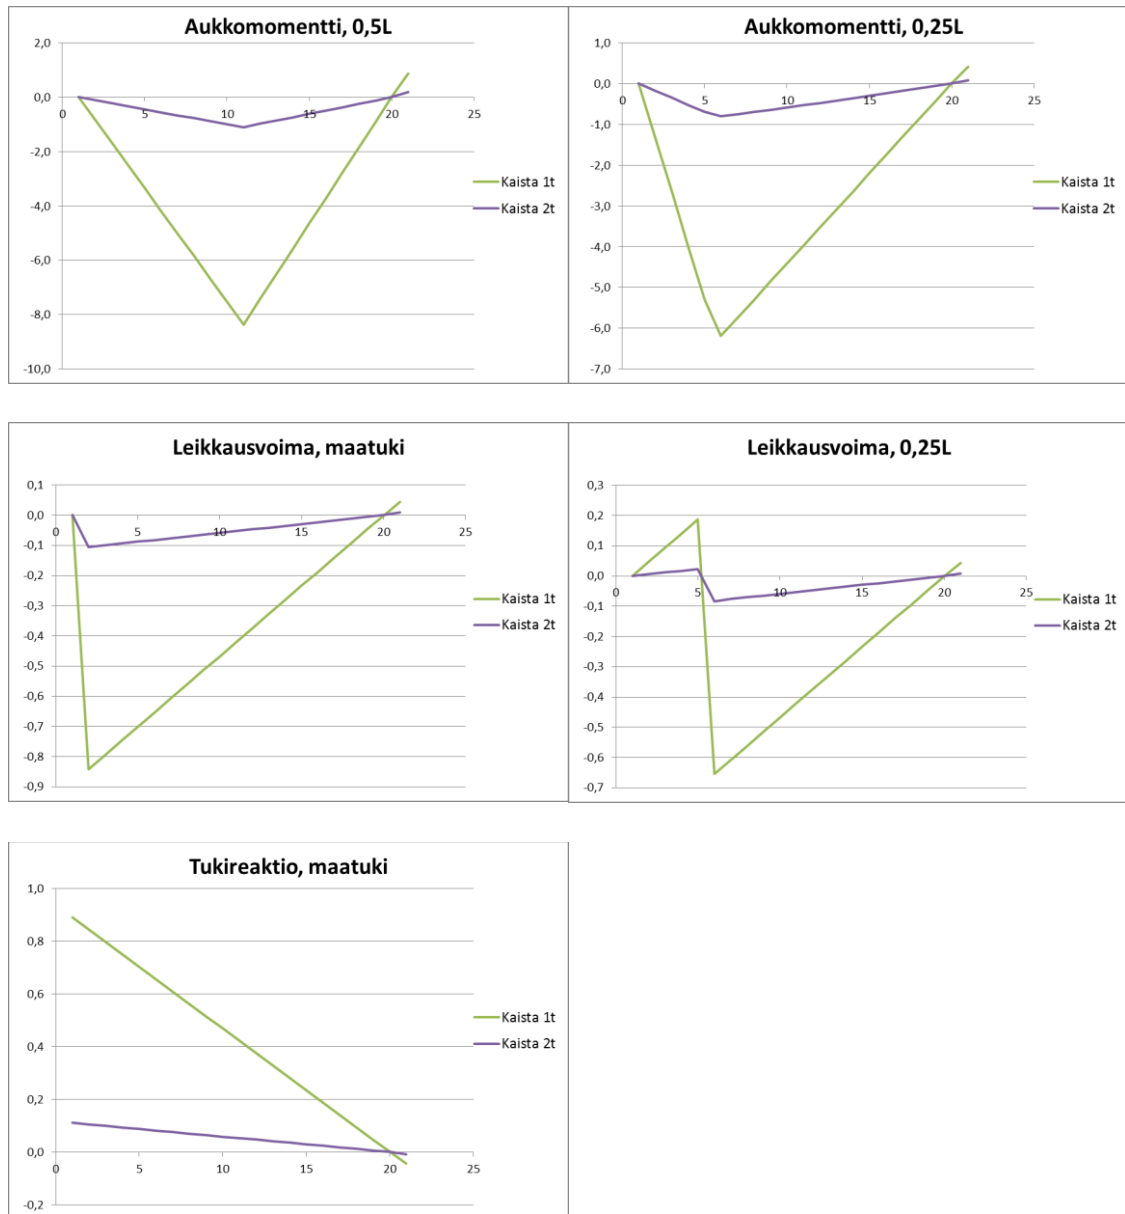 Aukkomomentti, 0,5L
2,0
0,0
-2,0
-4,0
-6,0
-8,0
-10,0
0 5 10 15 20 25
Kaista 1t
Kaista 2t
Aukkomomentti, 0,25L
1,0
0,0
-1,0
-2,0
-3,0
-4,0
-5,0
-6,0
-7,0
0 5 10 15 20 25
Kaista 1t
Kaista 2t
Leikkausvoima, maatuki
0,1
0,0
-0,1
-0,2
-0,3
-0,4
-0,5
-0,6
-0,7
-0,8
-0,9
0 5 10 15 20 25
Kaista 1t
Kaista 2t
Leikkausvoima, 0,25L
0,3
0,2
0,1
0,0
-0,1
-0,2
-0,3
-0,4
-0,5
-0,6
-0,7
0 5 10 15 20 25
Kaista 1t
Kaista 2t
Tukireaktio, maatuki
1,0
0,8
0,6
0,4
0,2
0,0
-0,2
0 5 10 15 20 25
Kaista 1t
Kaista 2t